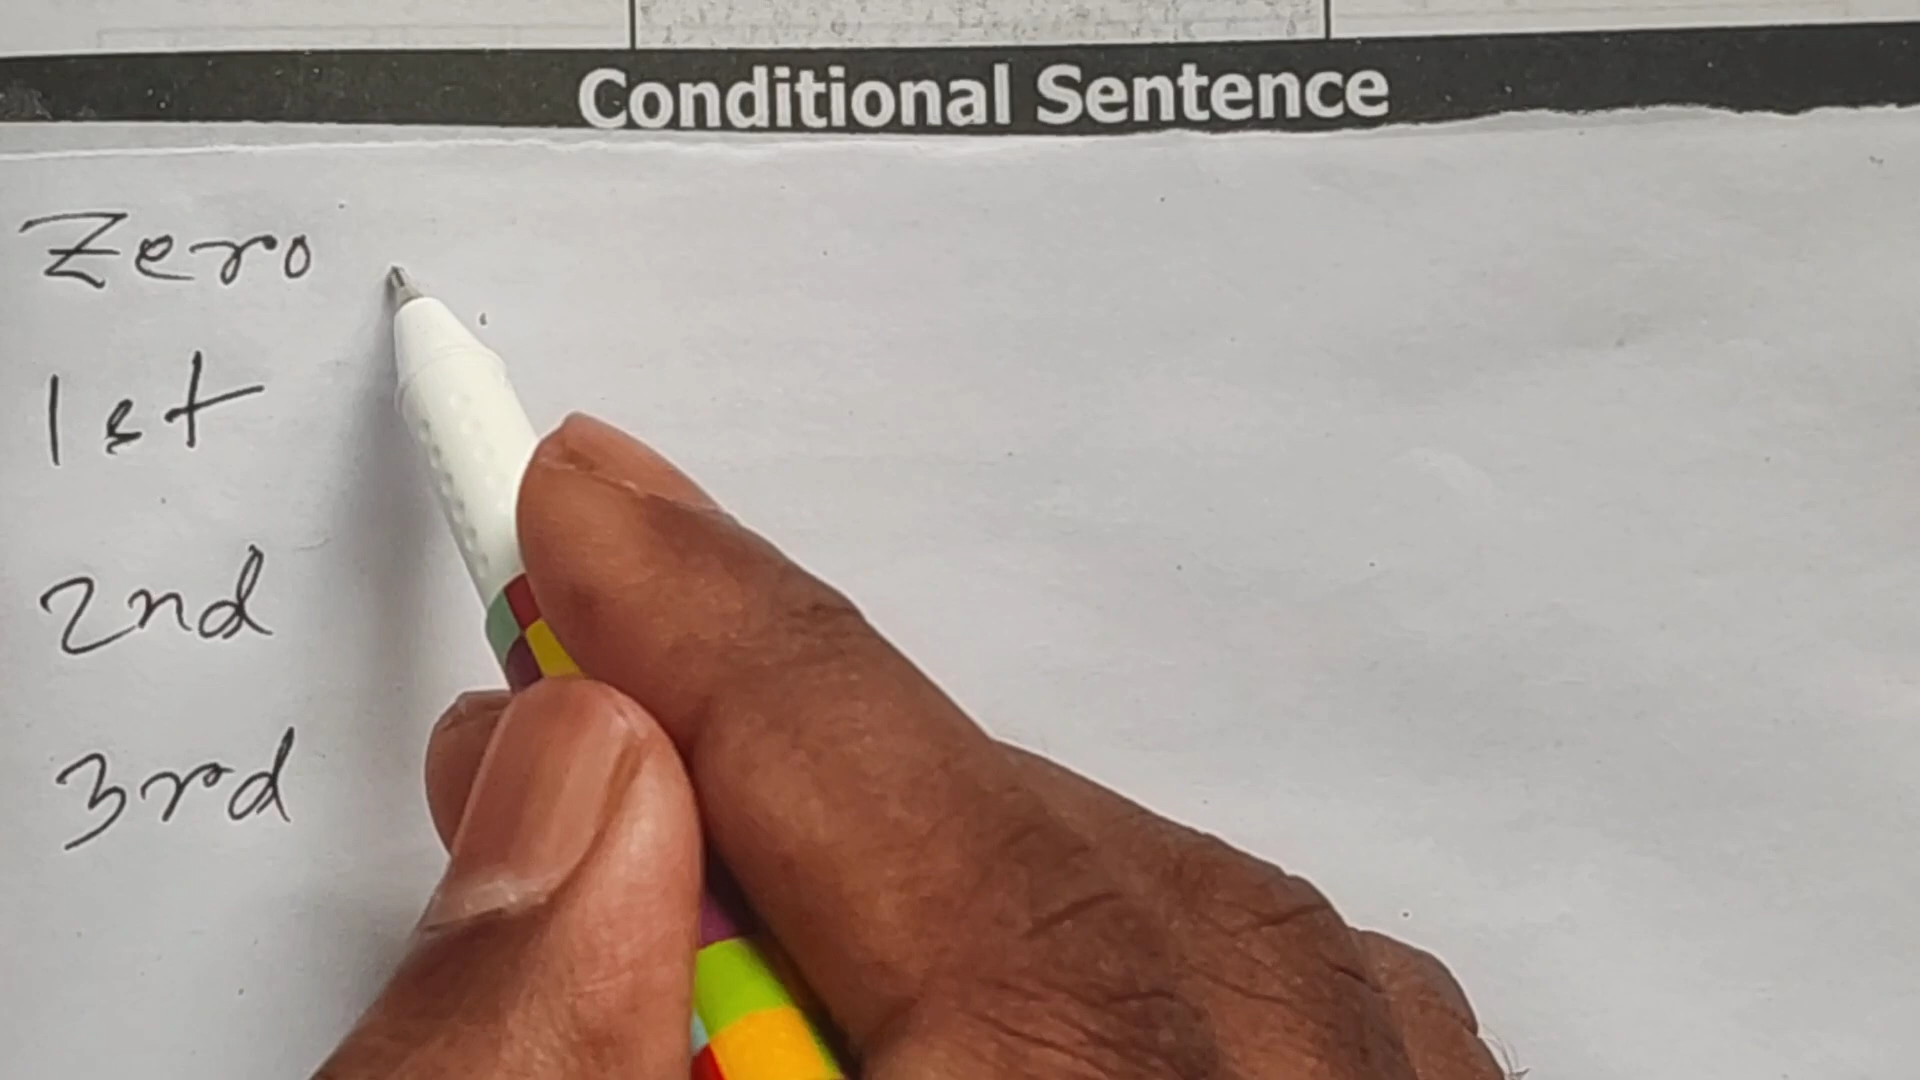 Conditional Sentence
Zero
1st
2nd
3rd